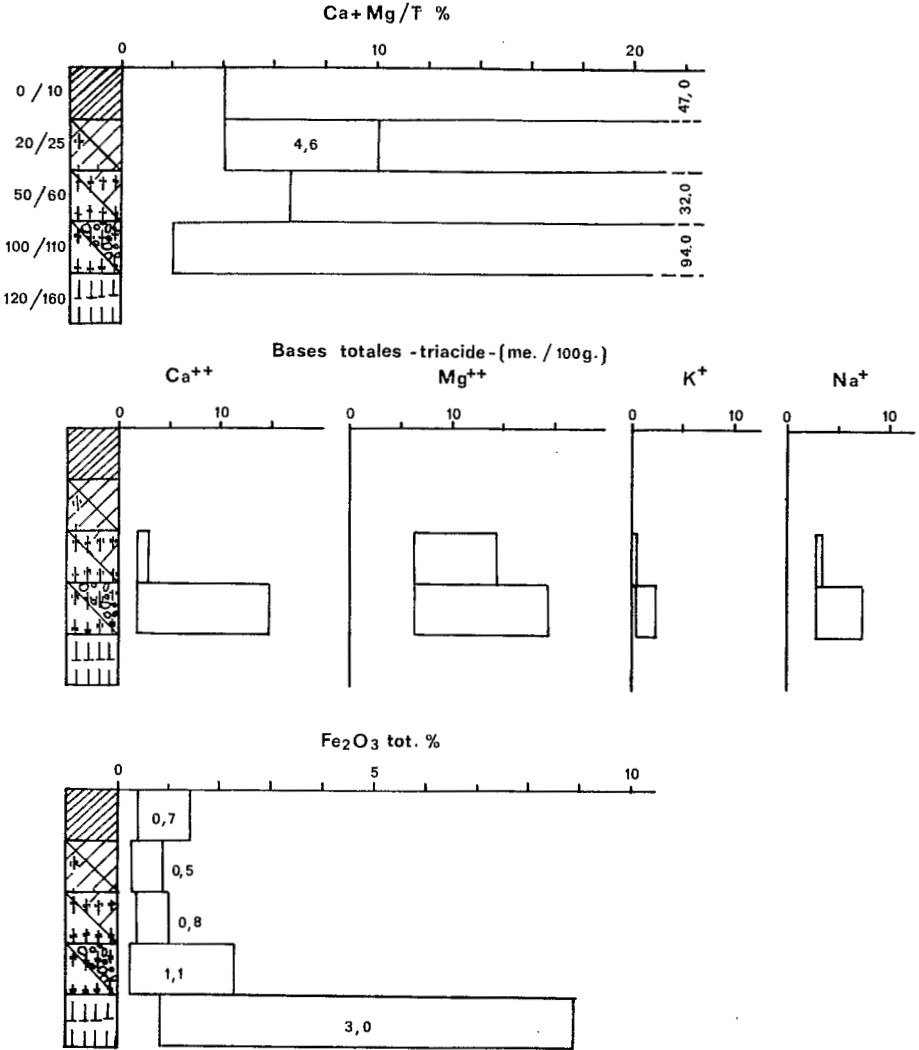 Ca+Mg/T %
0 10 20
0/10
47,0
20/25
4,6
50/60
32.0
100/110
94.0
120/160
Bases totales -triacide- (me./100g.)
Ca++ Mg++ K+ Na+
0 10 0 10 0 10 0 10
Fe2O3 tot. %
0 5 10
0,7
0,5
0,8
1,1
3,0